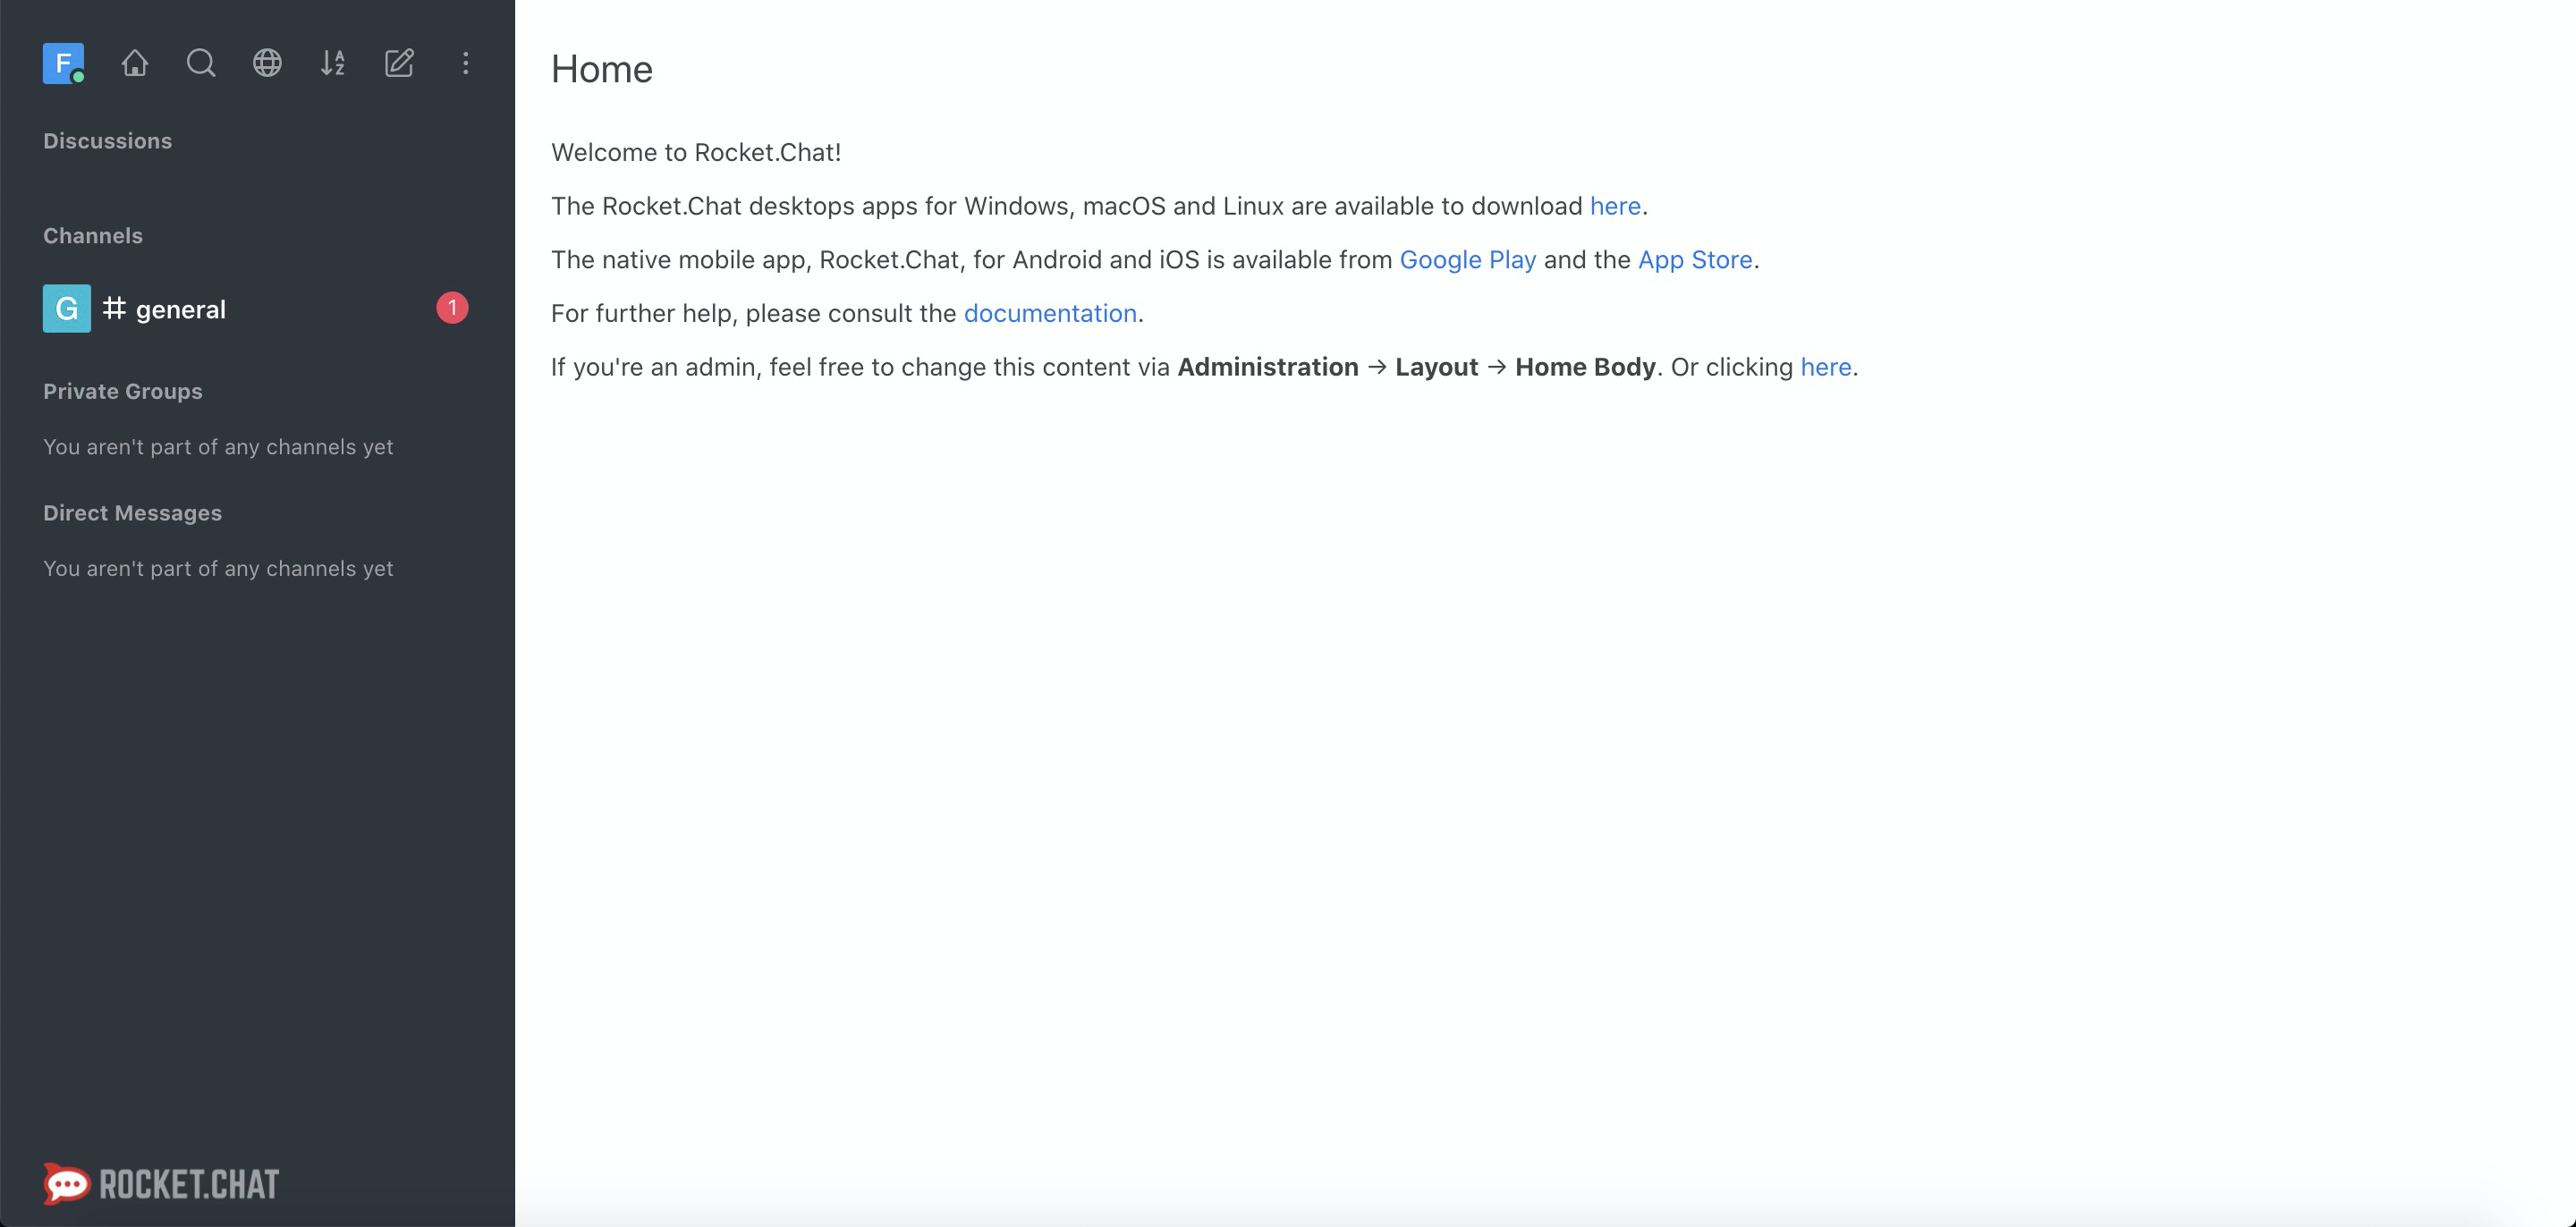 F
A
Z
Discussions
Channels
G
general
1
Private Groups
You aren't part of any channels yet
Direct Messages
You aren't part of any channels yet
ROCKET.CHAT
Home
Welcome to Rocket.Chat!
The Rocket.Chat desktops apps for Windows, macOS and Linux are available to download here.
The native mobile app, Rocket.Chat, for Android and iOS is available from Google Play and the App Store.
For further help, please consult the documentation.
If you're an admin, feel free to change this content via Administration → Layout → Home Body. Or clicking here.